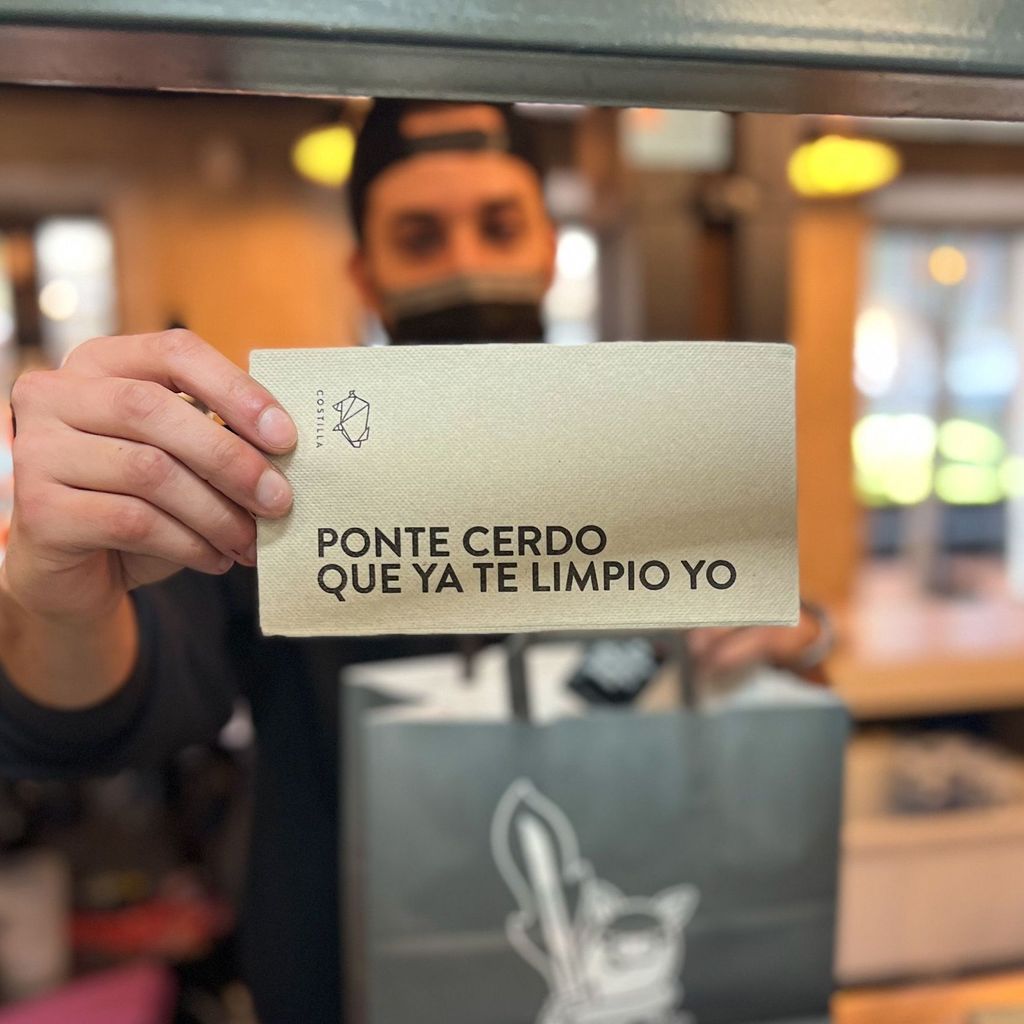 COSTILLA
PONTE CERDO
QUE YA TE LIMPIO YO